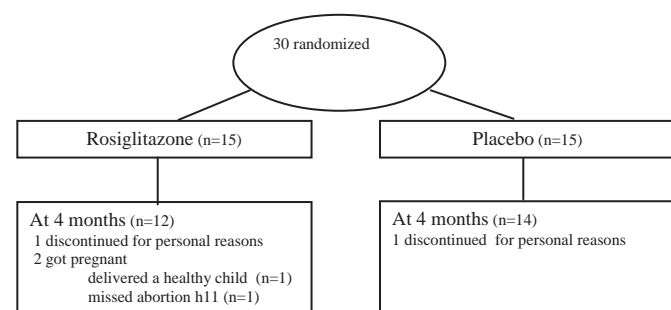 30 randomized
Rosiglitazone (n=15)
Placebo (n=15)
At 4 months (n=12)
1 discontinued for personal reasons
2 got pregnant
delivered a healthy child (n=1)
missed abortion h11 (n=1)
At 4 months (n=14)
1 discontinued for personal reasons